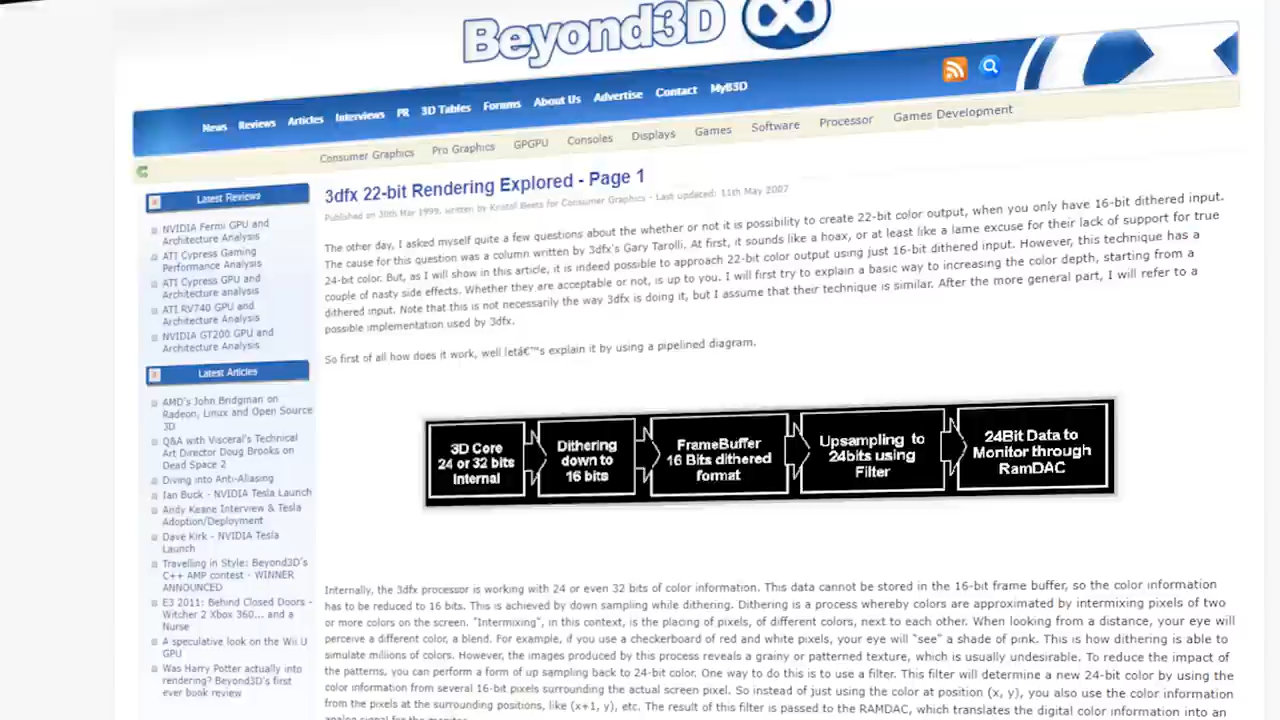 Beyond3D
News Reviews Articles Interviews PR 3D Tables Forums About Us Advertise Contact MyB3D
Consumer Graphics Pro Graphics GPGPU Consoles Displays Games Software Processor Games Development
Latest Reviews
NVIDIA Fermi GPU and
Architecture Analysis
ATI Cypress Gaming
Performance Analysis
ATI Cypress GPU and
Architecture analysis
ATI RV740 GPU and
Architecture Analysis
NVIDIA GT200 GPU and
Architecture Analysis
Latest Articles
AMD's John Bridgman on
Radeon, Linux and Open Source
3D
Q&A with Visceral's Technical
Art Director Doug Brooks on
Dead Space 2
Diving into Anti-Aliasing
Ian Buck - NVIDIA Tesla Launch
Andy Keane Interview & Tesla
Adoption/Deployment
Dave Kirk - NVIDIA Tesla
Launch
Travelling in Style: Beyond3D's
C++ AMP contest - WINNER
ANNOUNCED
E3 2011: Behind Closed Doors -
Witcher 2 Xbox 360... and a
Nurse
A speculative look on the Wii U
GPU
Was Harry Potter actually into
rendering? Beyond3D's first
ever book review
3dfx 22-bit Rendering Explored - Page 1
Published on 30th Mar 1999, written by Kristof Beets for Consumer Graphics - Last updated: 11th May 2007
The other day, I asked myself quite a few questions about the whether or not it is possibility to create 22-bit color output, when you only have 16-bit dithered input.
The cause for this question was a column written by 3dfx's Gary Tarolli. At first, it sounds like a hoax, or at least like a lame excuse for their lack of support for true
24-bit color. But, as I will show in this article, it is indeed possible to approach 22-bit color output using just 16-bit dithered input. However, this technique has a
couple of nasty side effects. Whether they are acceptable or not, is up to you. I will first try to explain a basic way to increasing the color depth, starting from a
dithered input. Note that this is not necessarily the way 3dfx is doing it, but I assume that their technique is similar. After the more general part, I will refer to a
possible implementation used by 3dfx.
So first of all how does it work, well letâ€™s explain it by using a pipelined diagram.
3D Core
24 or 32 bits
Internal
Dithering
down to
16 bits
FrameBuffer
16 Bits dithered
format
Upsampling to
24bits using
Filter
24Bit Data to
Monitor through
RamDAC
Internally, the 3dfx processor is working with 24 or even 32 bits of color information. This data cannot be stored in the 16-bit frame buffer, so the color information
has to be reduced to 16 bits. This is achieved by down sampling while dithering. Dithering is a process whereby colors are approximated by intermixing pixels of two
or more colors on the screen. "Intermixing", in this context, is the placing of pixels, of different colors, next to each other. When looking from a distance, your eye will
perceive a different color, a blend. For example, if you use a checkerboard of red and white pixels, your eye will "see" a shade of pink. This is how dithering is able to
simulate millions of colors. However, the images produced by this process reveals a grainy or patterned texture, which is usually undesirable. To reduce the impact of
the patterns, you can perform a form of up sampling back to 24-bit color. One way to do this is to use a filter. This filter will determine a new 24-bit color by using the
color information from several 16-bit pixels surrounding the actual screen pixel. So instead of just using the color at position (x, y), you also use the color information
from the pixels at the surrounding positions, like (x+1, y), etc. The result of this filter is passed to the RAMDAC, which translates the digital color information into an